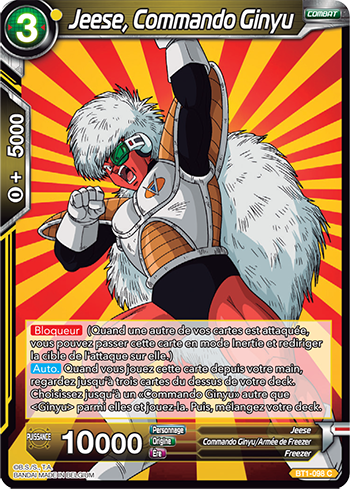 3
Jeese, Commando Ginyu
COMBAT
0 + 5000
Bloqueur (Quand une autre de vos cartes est attaquée,
vous pouvez passer cette carte en mode Inertie et rediriger
la cible de l'attaque sur elle.)
Auto. Quand vous jouez cette carte depuis votre main,
regardez jusqu'à trois cartes du dessus de votre deck.
Choisissez jusqu'à un «Commando Ginyu» autre que
<Ginyu> parmi elles et jouez-la. Puis, mélangez votre deck.
PUISSANCE
10000
Personnage
Jeese
Origine
Commando Ginyu/Armée de Freezer
Ère
Freezer
©B.S./S., T.A.
BANDAI MADE IN BELGIUM
BT1-098 C